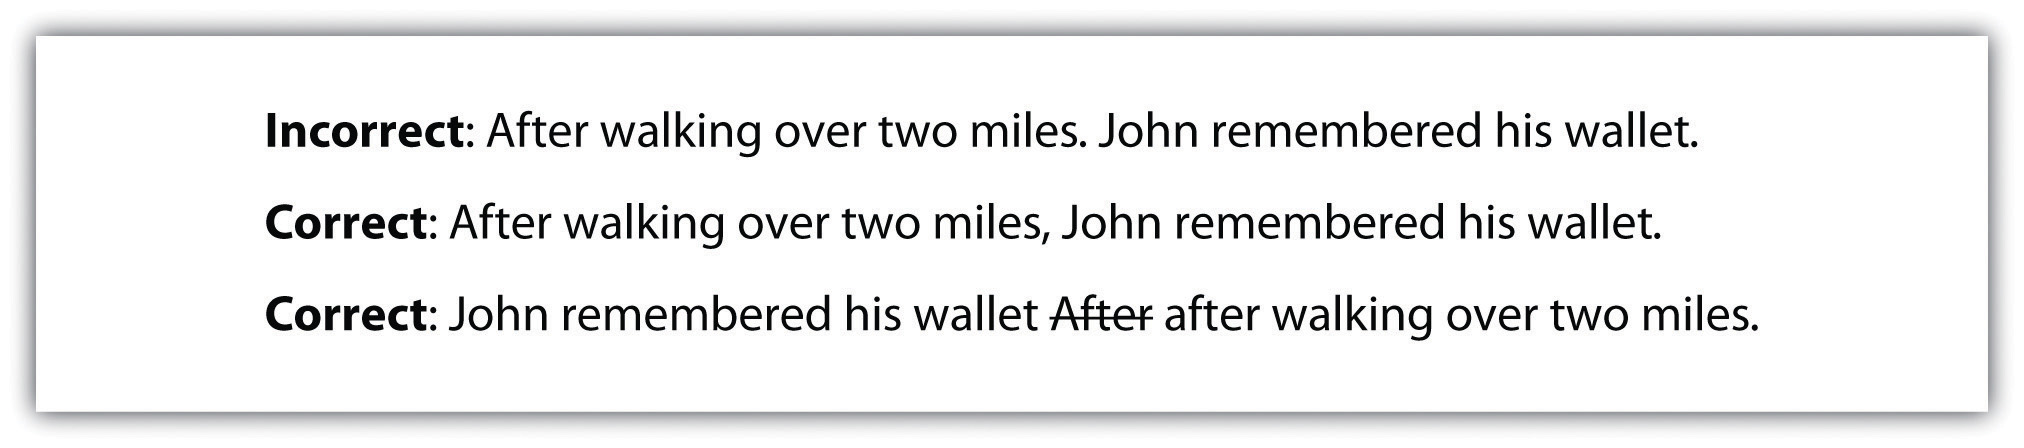 Incorrect: After walking over two miles. John remembered his wallet.
Correct: After walking over two miles, John remembered his wallet.
Correct: John remembered his wallet After after walking over two miles.